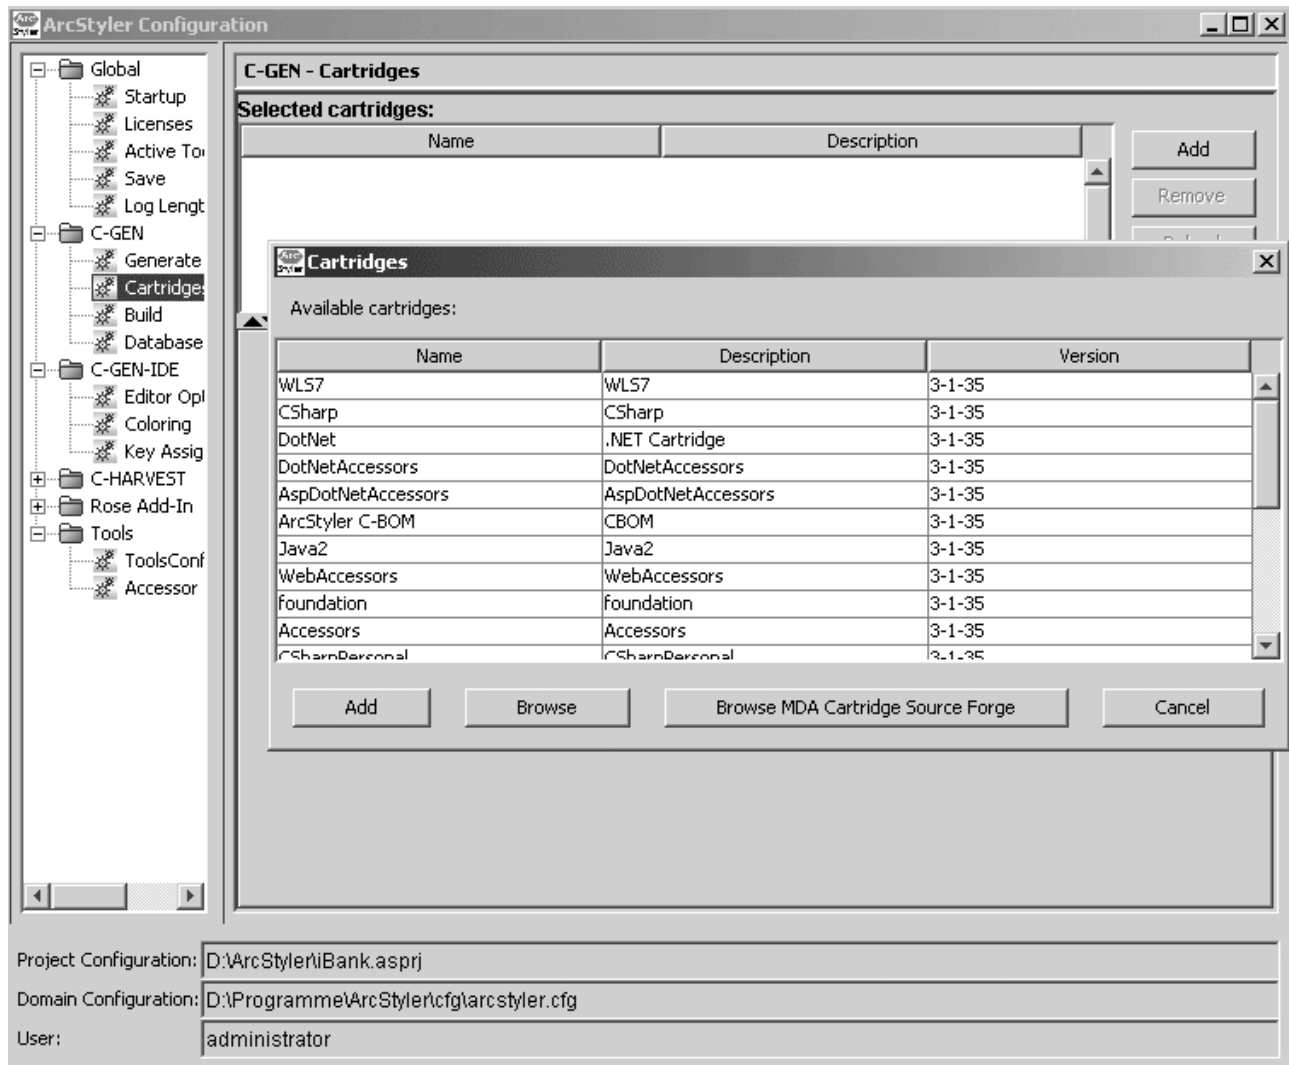 ArcStyler Configuration
Global
Startup
Licenses
Active To
Save
Log Lengt
C-GEN
Generate
Cartridges
Build
Database
C-GEN-IDE
Editor Opt
Coloring
Key Assig
C-HARVEST
Rose Add-In
Tools
ToolsConf
Accessor
C-GEN - Cartridges
Selected cartridges:
Name Description
Add
Remove
Cartridges
Available cartridges:
Name Description Version
WLS7 WLS7 3-1-35
CSharp CSharp 3-1-35
DotNet .NET Cartridge 3-1-35
DotNetAccessors DotNetAccessors 3-1-35
AspDotNetAccessors AspDotNetAccessors 3-1-35
ArcStyler C-BOM CBOM 3-1-35
Java2 Java2 3-1-35
WebAccessors WebAccessors 3-1-35
foundation foundation 3-1-35
Accessors Accessors 3-1-35
CSharpPersonal CSharpPersonal 3-1-35
Add Browse Browse MDA Cartridge Source Forge Cancel
Project Configuration: D:\ArcStyler\iBank.asprj
Domain Configuration: D:\Programme\ArcStyler\cfg\arcstyler.cfg
User: administrator